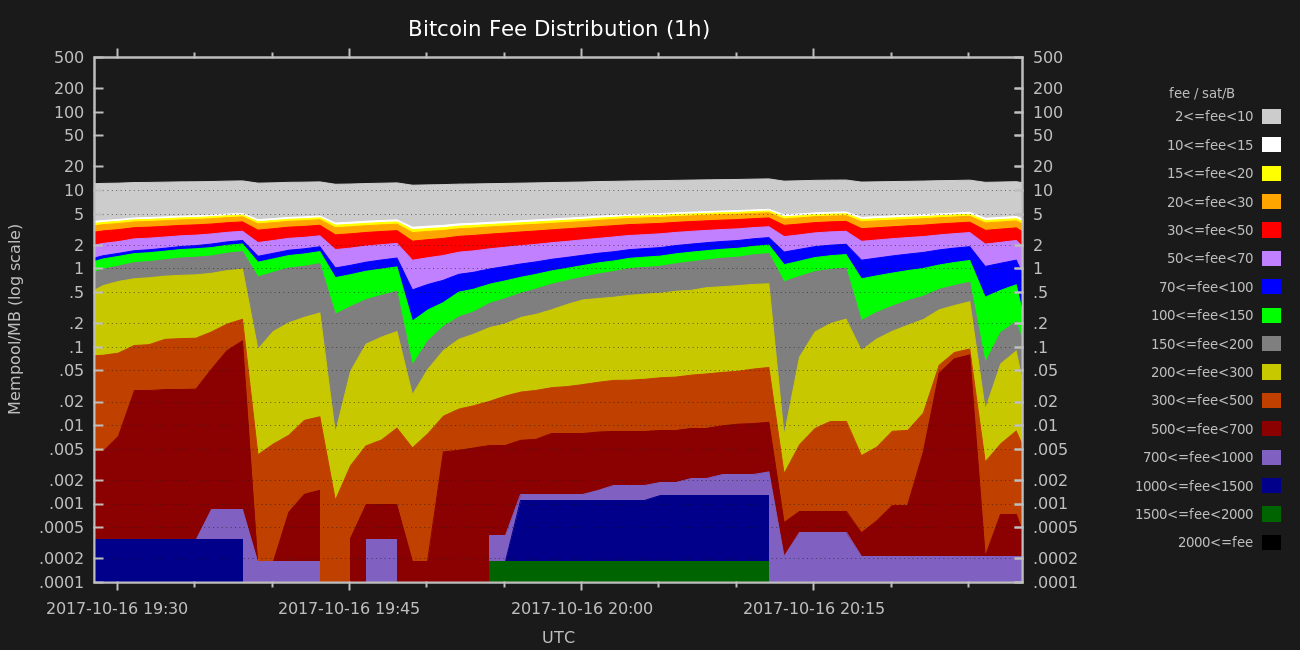 Bitcoin Fee Distribution (1h)
500 500
200 200
100 100
50 50
20 20
10 10
5 5
2 2
1 1
.5 .5
.2 .2
.1 .1
.05 .05
.02 .02
.01 .01
.005 .005
.002 .002
.001 .001
.0005 .0005
.0002 .0002
.0001 .0001
Mempool/MB (log scale)
2017-10-16 19:30 2017-10-16 19:45 2017-10-16 20:00 2017-10-16 20:15
UTC
fee / sat/B
2<=fee<10
10<=fee<15
15<=fee<20
20<=fee<30
30<=fee<50
50<=fee<70
70<=fee<100
100<=fee<150
150<=fee<200
200<=fee<300
300<=fee<500
500<=fee<700
700<=fee<1000
1000<=fee<1500
1500<=fee<2000
2000<=fee